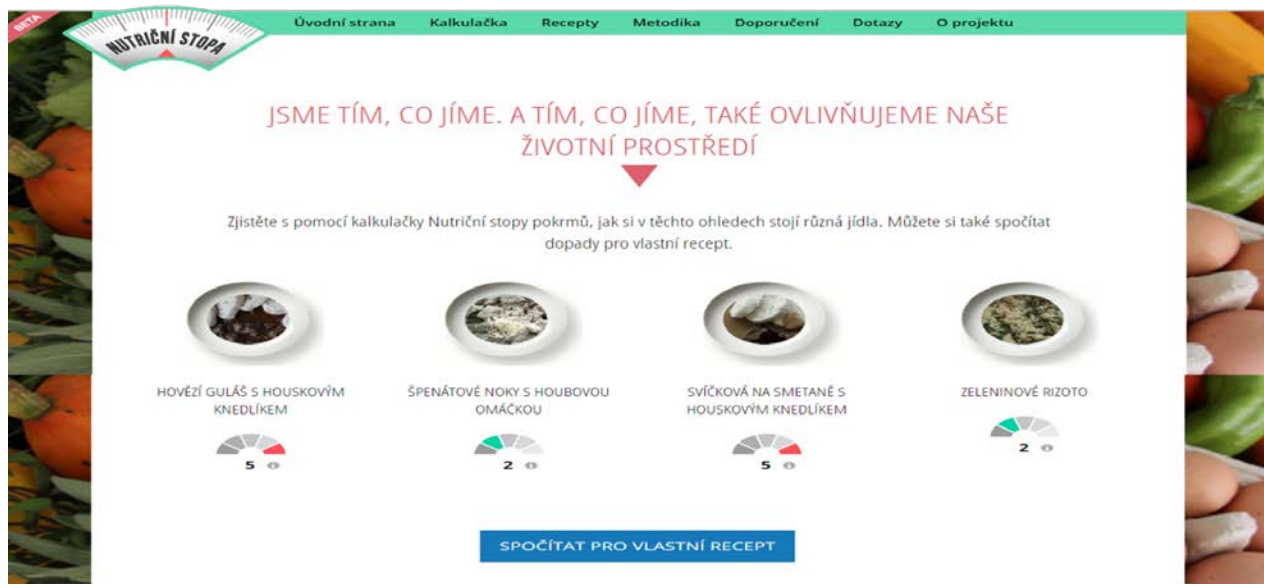 BETA
NUTRIČNÍ STOPA
Úvodní strana Kalkulačka Recepty Metodika Doporučení Dotazy O projektu
JSME TÍM, CO JÍME. A TÍM, CO JÍME, TAKÉ OVLIVŇUJEME NAŠE
ŽIVOTNÍ PROSTŘEDÍ
Zjistěte s pomocí kalkulačky Nutriční stopy pokrmů, jak si v těchto ohledech stojí různá jídla. Můžete si také spočítat
dopady pro vlastní recept.
HOVĚZÍ GULÁŠ S HOUSKOVÝM
KNEDLÍKEM
5
ŠPENÁTOVÉ NOKY S HOUBOVOU
OMÁČKOU
2
SVÍČKOVÁ NA SMETANĚ S
HOUSKOVÝM KNEDLÍKEM
5
ZELENINOVÉ RIZOTO
2
SPOČÍTAT PRO VLASTNÍ RECEPT